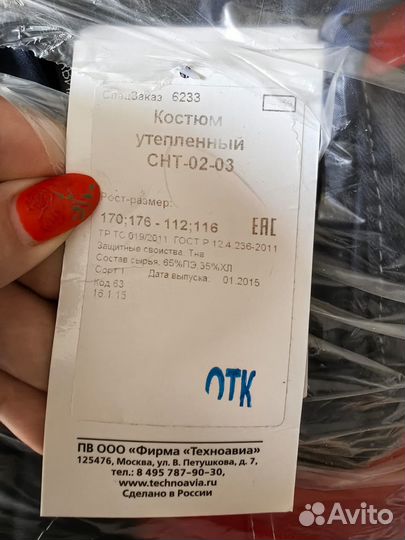 СпецЗаказ 6233
Костюм
утепленный
СНТ-02-03
Рост-размер:
170;176 - 112;116 ЕАС
ТР ТС 019/2011 ГОСТ Р 12.4.236-2011
Защитные свойства: Тнв
Состав сырья: 65%ПЭ,35%ХЛ
Сорт 1 Дата выпуска: 01.2015
Код 63
16.1.15
ОТК
ПВ ООО «Фирма «Техноавиа»
125476, Москва, ул. В. Петушкова, д. 7,
тел.: 8 495 787-90-30,
www.technoavia.ru
Сделано в России
Avito